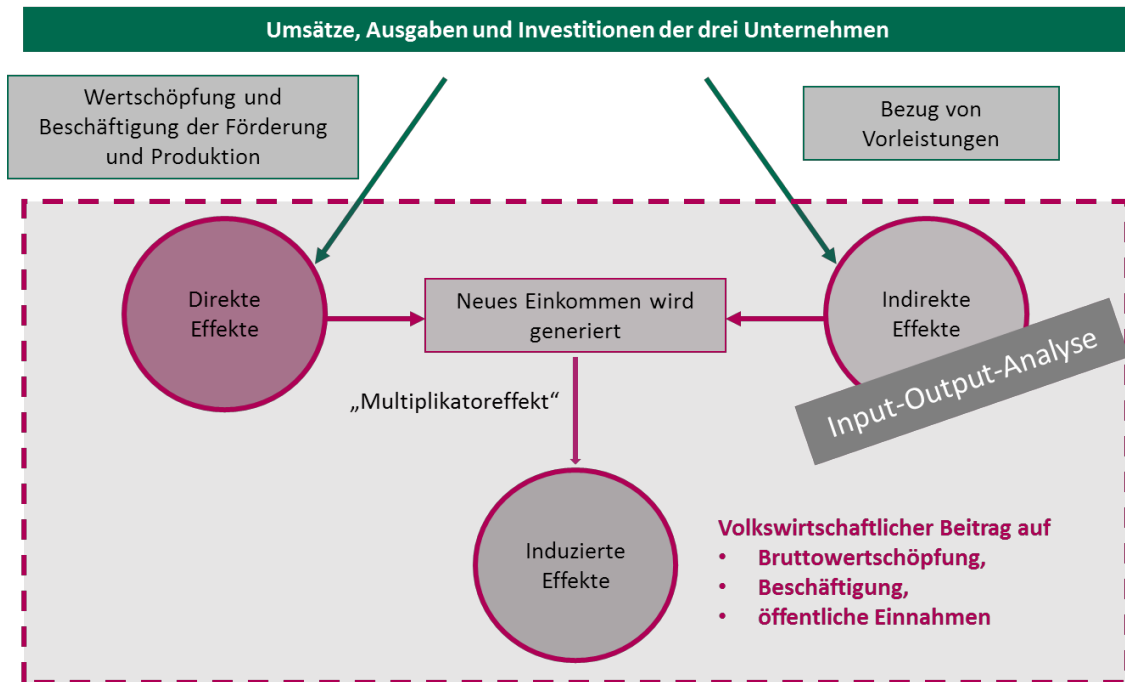 Umsätze, Ausgaben und Investitionen der drei Unternehmen
Wertschöpfung und
Beschäftigung der Förderung
und Produktion
Bezug von
Vorleistungen
Direkte
Effekte
Neues Einkommen wird
generiert
Indirekte
Effekte
Input-Output-Analyse
„Multiplikatoreffekt“
Induzierte
Effekte
Volkswirtschaftlicher Beitrag auf
• Bruttowertschöpfung,
• Beschäftigung,
• öffentliche Einnahmen